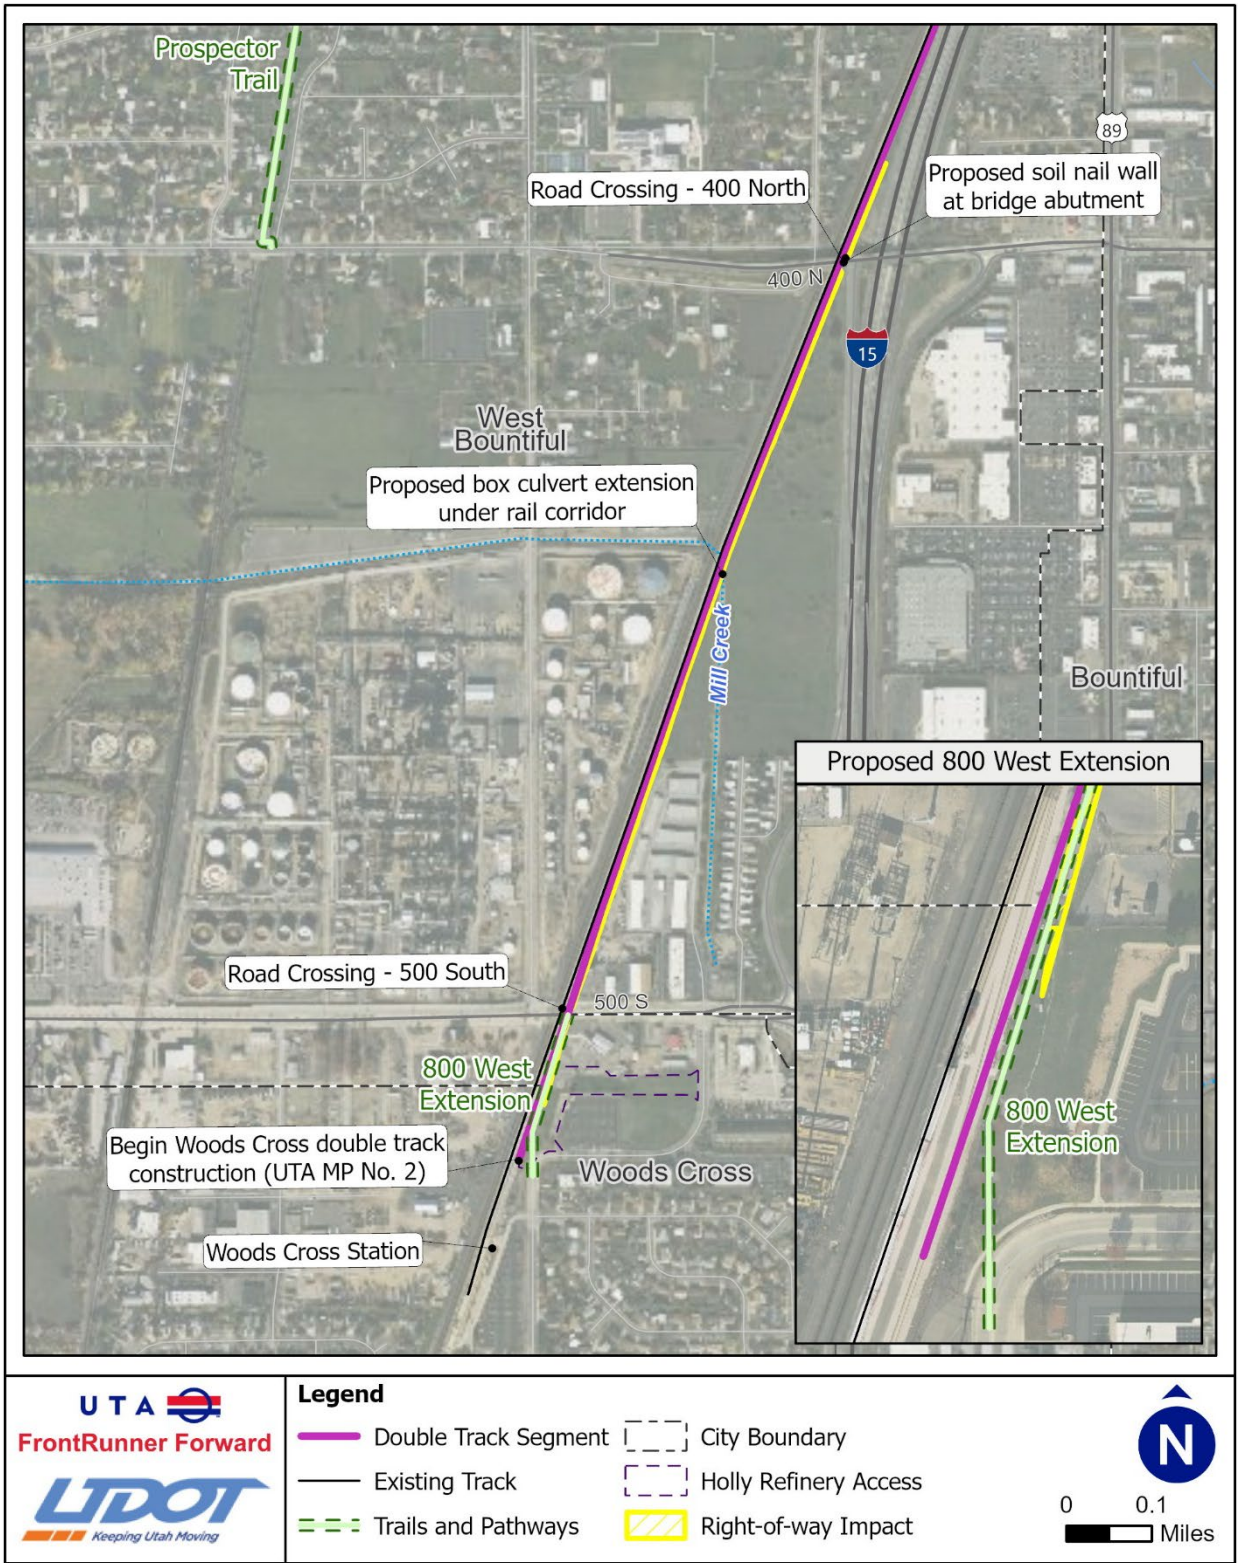 Prospector
Trail
89
Road Crossing - 400 North
Proposed soil nail wall
at bridge abutment
400 N
15
West
Bountiful
Proposed box culvert extension
under rail corridor
Mill Creek
Bountiful
Proposed 800 West Extension
Road Crossing - 500 South
500 S
800 West
Extension
800 West
Extension
Begin Woods Cross double track
construction (UTA MP No. 2)
Woods Cross
Woods Cross Station
UTA
FrontRunner Forward
UDOT
Keeping Utah Moving
Legend
Double Track Segment
Existing Track
Trails and Pathways
City Boundary
Holly Refinery Access
Right-of-way Impact
N
0 0.1
Miles